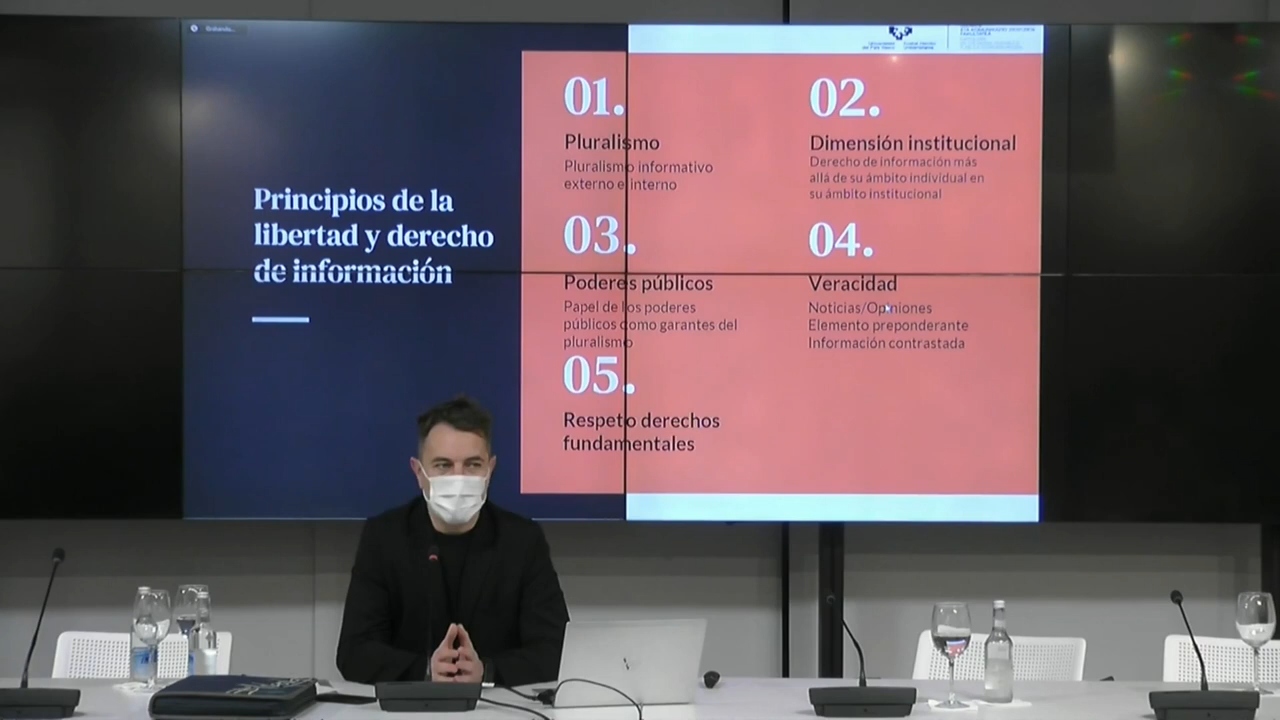 Principios de la
libertad y derecho
de información
01.
Pluralismo
Pluralismo informativo
externo e interno
02.
Dimensión institucional
Derecho de información más
allá de su ámbito individual en
su ámbito institucional
03.
Poderes públicos
Papel de los poderes
públicos como garantes del
pluralismo
04.
Veracidad
Noticias/Opiniones
Elemento preponderante
Información contrastada
05.
Respeto derechos
fundamentales